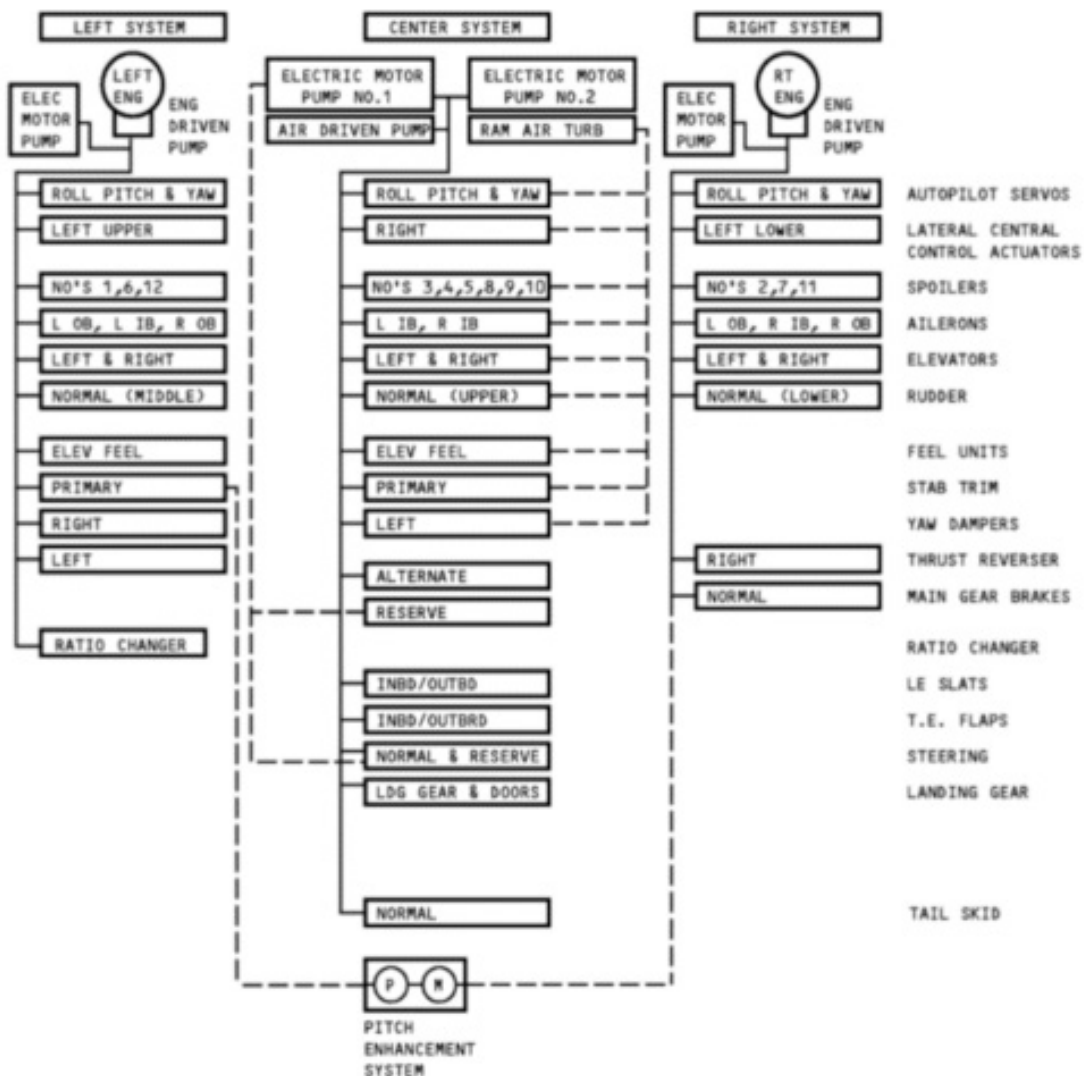 LEFT SYSTEM
CENTER SYSTEM
RIGHT SYSTEM
ELEC
MOTOR
PUMP
LEFT
ENG
ENG
DRIVEN
PUMP
ELECTRIC MOTOR
PUMP NO.1
ELECTRIC MOTOR
PUMP NO.2
AIR DRIVEN PUMP
RAM AIR TURB
ELEC
MOTOR
PUMP
RT
ENG
ENG
DRIVEN
PUMP
ROLL PITCH & YAW
ROLL PITCH & YAW
ROLL PITCH & YAW
AUTOPILOT SERVOS
LEFT UPPER
RIGHT
LEFT LOWER
LATERAL CENTRAL
CONTROL ACTUATORS
NO'S 1,6,12
NO'S 3,4,5,8,9,10
NO'S 2,7,11
SPOILERS
L OB, L IB, R OB
L IB, R IB
L OB, R IB, R OB
AILERONS
LEFT & RIGHT
LEFT & RIGHT
LEFT & RIGHT
ELEVATORS
NORMAL (MIDDLE)
NORMAL (UPPER)
NORMAL (LOWER)
RUDDER
ELEV FEEL
ELEV FEEL
FEEL UNITS
PRIMARY
PRIMARY
STAB TRIM
RIGHT
LEFT
YAW DAMPERS
LEFT
RIGHT
THRUST REVERSER
ALTERNATE
NORMAL
MAIN GEAR BRAKES
RESERVE
RATIO CHANGER
RATIO CHANGER
INBD/OUTBD
LE SLATS
INBD/OUTBRD
T.E. FLAPS
NORMAL & RESERVE
STEERING
LDG GEAR & DOORS
LANDING GEAR
NORMAL
TAIL SKID
P
M
PITCH
ENHANCEMENT
SYSTEM